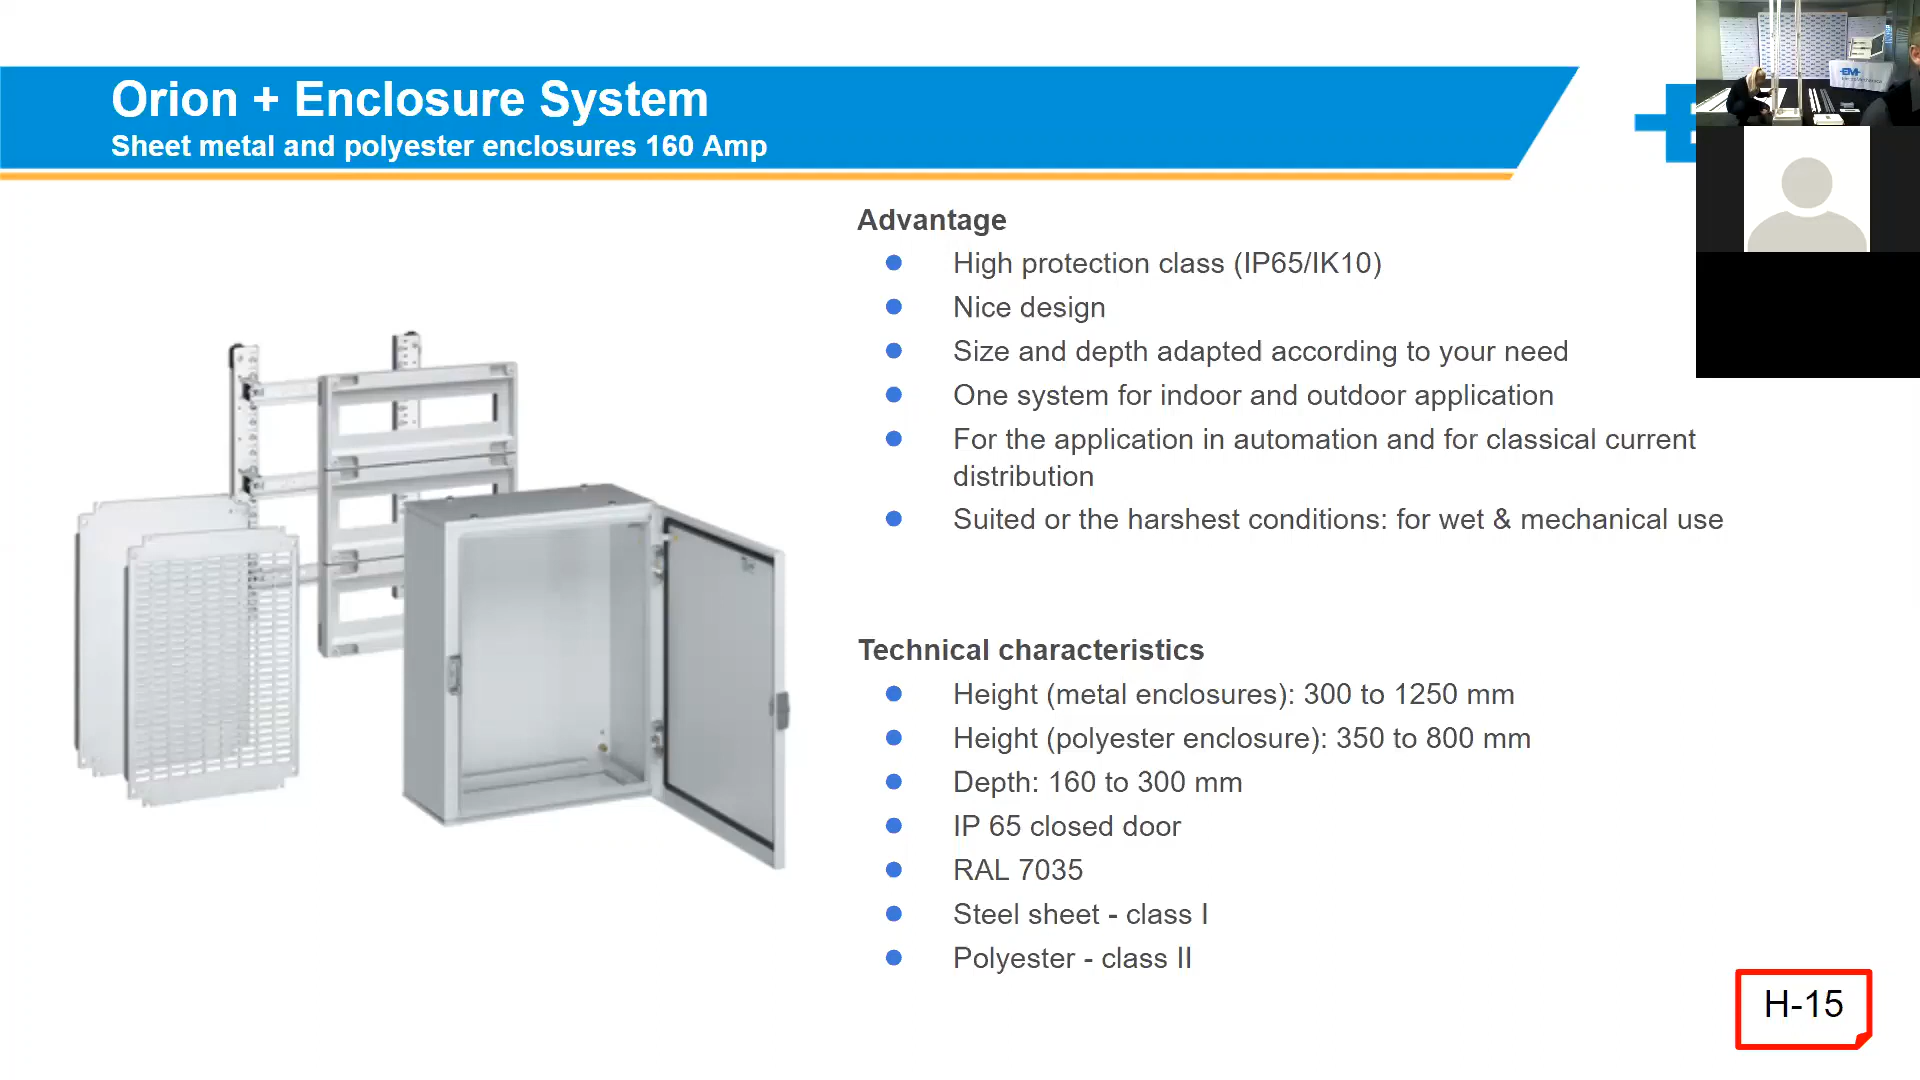 Orion + Enclosure System
Sheet metal and polyester enclosures 160 Amp
Advantage
High protection class (IP65/IK10)
Nice design
Size and depth adapted according to your need
One system for indoor and outdoor application
For the application in automation and for classical current
distribution
Suited or the harshest conditions: for wet & mechanical use
Technical characteristics
Height (metal enclosures): 300 to 1250 mm
Height (polyester enclosure): 350 to 800 mm
Depth: 160 to 300 mm
IP 65 closed door
RAL 7035
Steel sheet - class I
Polyester - class II
H-15
EM